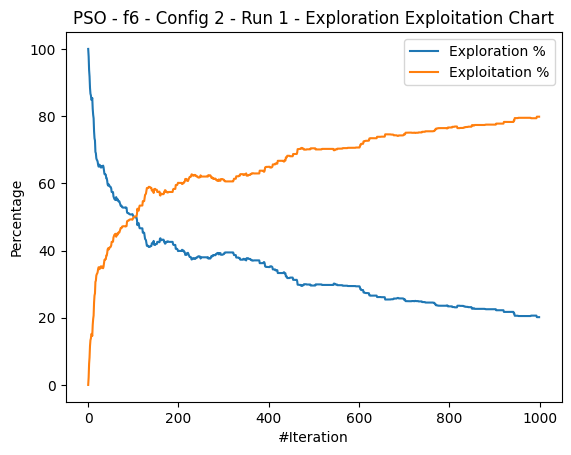 PSO - f6 - Config 2 - Run 1 - Exploration Exploitation Chart
Exploration %
Exploitation %
Percentage
100
80
60
40
20
0
0 200 400 600 800 1000
#Iteration